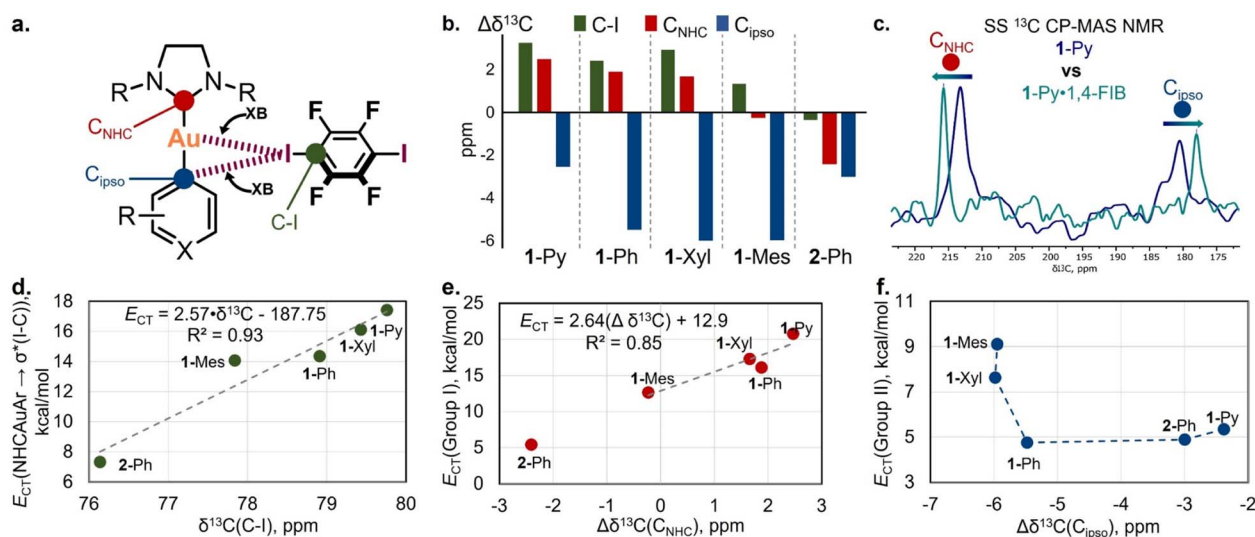 a.
N
N
R
R
C_NHC
XB
Au
F
F
I
I
C_ipso
XB
F
F
R
X
C-I
b. Δδ¹³C C-I C_NHC C_ipso
ppm
2
0
-2
-4
-6
1-Py 1-Ph 1-Xyl 1-Mes 2-Ph
c. SS ¹³C CP-MAS NMR
C_NHC 1-Py
vs
1-Py•1,4-FIB
C_ipso
220 215 210 205 200 195 190 185 180 175
δ13C, ppm
d.
E_CT(NHCAuAr → σ*(I-C)),
kcal/mol
18
16
14
12
10
8
6
E_CT = 2.57•δ¹³C - 187.75
R² = 0.93
1-Py
1-Xyl
1-Mes
1-Ph
2-Ph
76 77 78 79 80
δ¹³C(C-I), ppm
e.
E_CT(Group I), kcal/mol
25
20
15
10
5
0
E_CT = 2.64(Δ δ¹³C) + 12.9
R² = 0.85
1-Py
1-Xyl
1-Ph
1-Mes
2-Ph
-3 -2 -1 0 1 2 3
Δδ¹³C(C_NHC), ppm
f.
E_CT(Group II), kcal/mol
11
9
7
5
3
1-Mes
1-Xyl
1-Ph
2-Ph
1-Py
-7 -6 -5 -4 -3 -2
Δδ¹³C(C_ipso), ppm